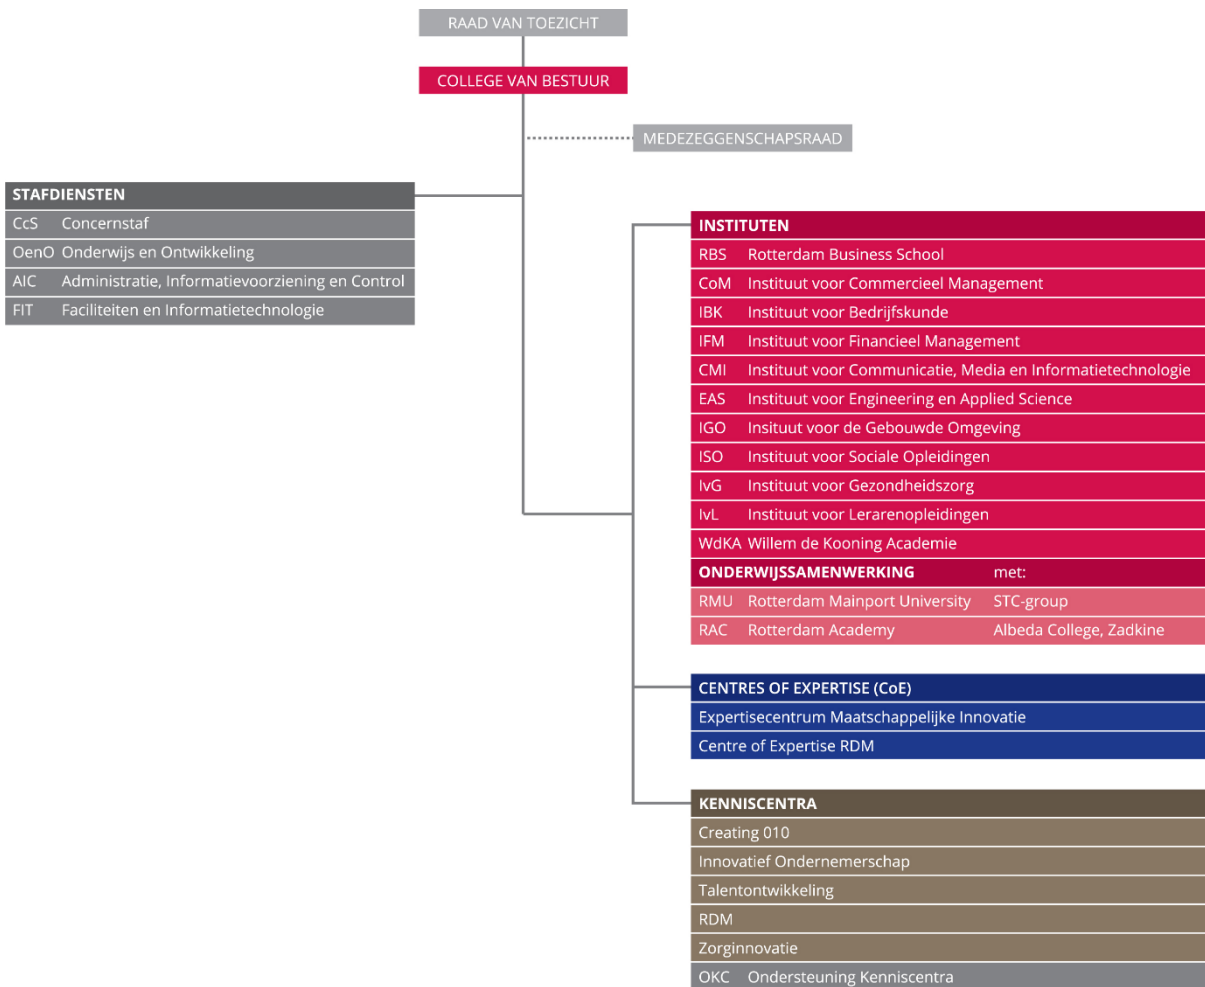 RAAD VAN TOEZICHT
COLLEGE VAN BESTUUR
MEDEZEGGENSCHAPSRAAD
STAFDIENSTEN
CcS Concernstaf
OenO Onderwijs en Ontwikkeling
AIC Administratie, Informatievoorziening en Control
FIT Faciliteiten en Informatietechnologie
INSTITUTEN
RBS Rotterdam Business School
CoM Instituut voor Commercieel Management
IBK Instituut voor Bedrijfskunde
IFM Instituut voor Financieel Management
CMI Instituut voor Communicatie, Media en Informatietechnologie
EAS Instituut voor Engineering en Applied Science
IGO Insituut voor de Gebouwde Omgeving
ISO Instituut voor Sociale Opleidingen
IvG Instituut voor Gezondheidszorg
IvL Instituut voor Lerarenopleidingen
WdKA Willem de Kooning Academie
ONDERWIJSSAMENWERKING met:
RMU Rotterdam Mainport University STC-group
RAC Rotterdam Academy Albeda College, Zadkine
CENTRES OF EXPERTISE (CoE)
Expertisecentrum Maatschappelijke Innovatie
Centre of Expertise RDM
KENNISCENTRA
Creating 010
Innovatief Ondernemerschap
Talentontwikkeling
RDM
Zorginnovatie
OKC Ondersteuning Kenniscentra